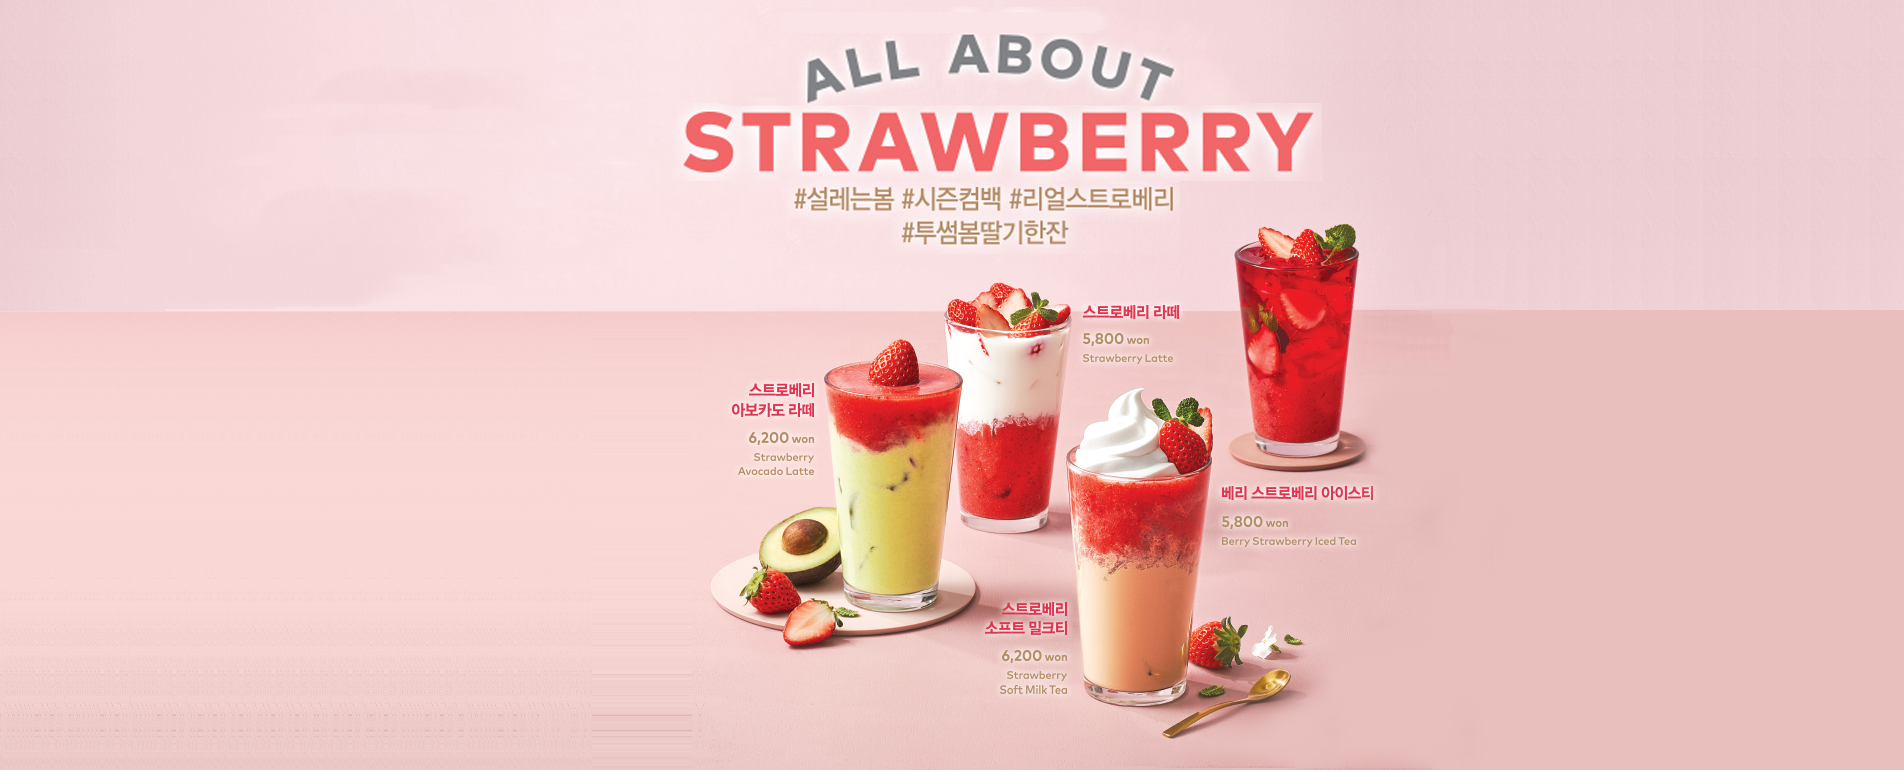 ALL ABOUT
STRAWBERRY
#설레는봄 #시즌컴백 #리얼스트로베리
#투썸봄딸기한잔
스트로베리 라떼
5,800 won
Strawberry Latte
스트로베리
아보카도 라떼
6,200 won
Strawberry
Avocado Latte
베리 스트로베리 아이스티
5,800 won
Berry Strawberry Iced Tea
스트로베리
소프트 밀크티
6,200 won
Strawberry
Soft Milk Tea